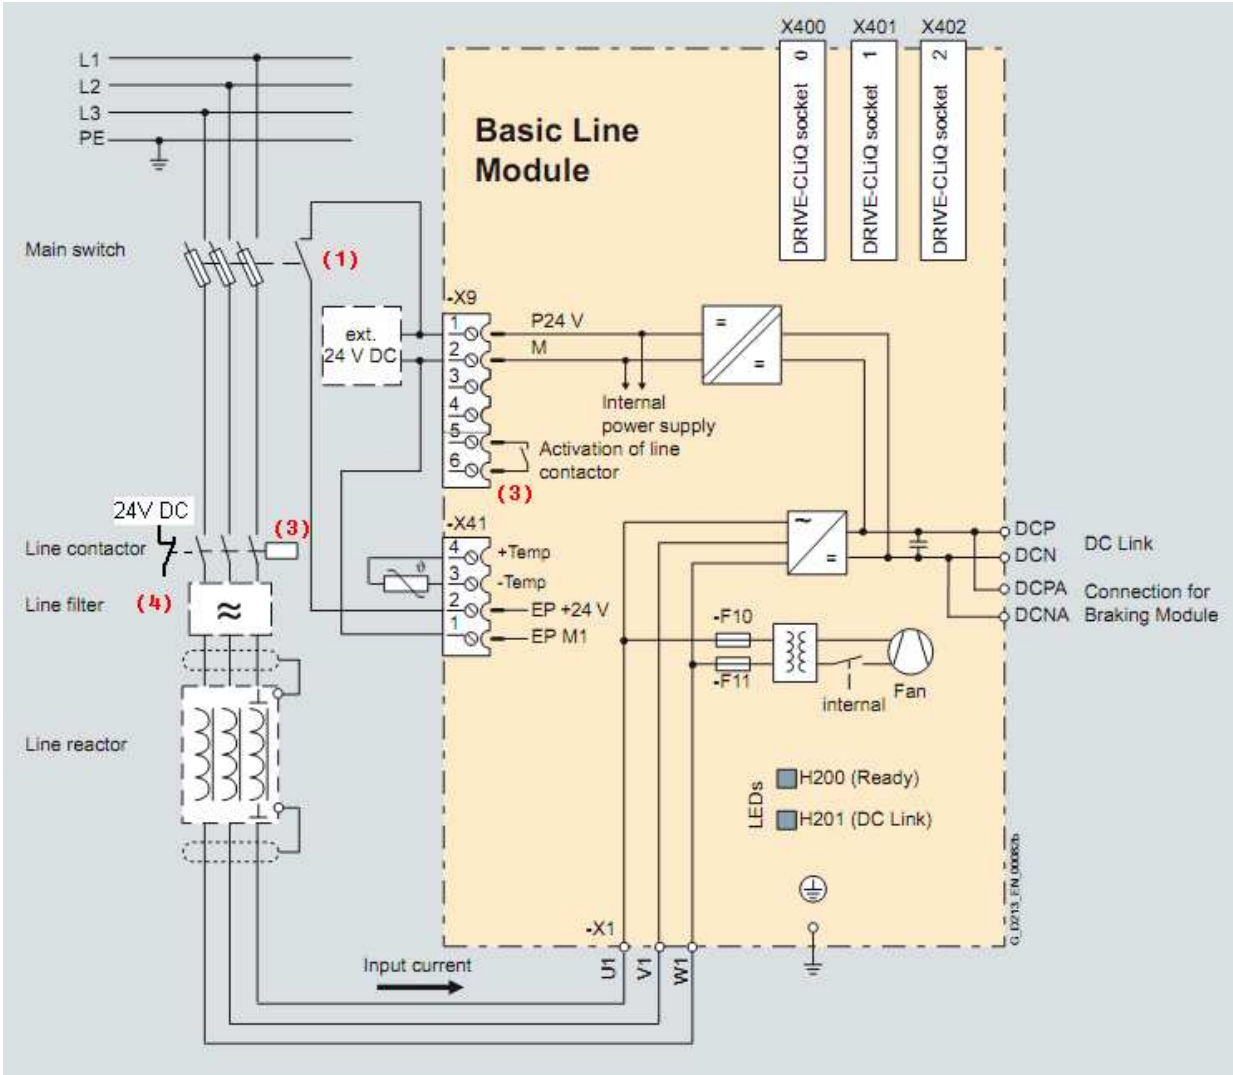 X400 X401 X402
DRIVE-CLiQ socket 0
DRIVE-CLiQ socket 1
DRIVE-CLiQ socket 2
L1
L2
L3
PE
Basic Line
Module
Main switch
(1)
-X9
1
2
3
4
5
6
ext.
24 V DC
P24 V
M
=
=
Internal
power supply
Activation of line
contactor
(3)
24V DC
(3)
Line contactor
-X41
4
3
2
1
+Temp
-Temp
EP +24 V
EP M1
ϑ
~
=
DCP
DCN
DC Link
DCPA
DCNA
Connection for
Braking Module
Line filter
(4)
≈
-F10
-F11
internal
Fan
Line reactor
LEDs
H200 (Ready)
H201 (DC Link)
G_D213_EN_00082b
-X1
U1
V1
W1
Input current